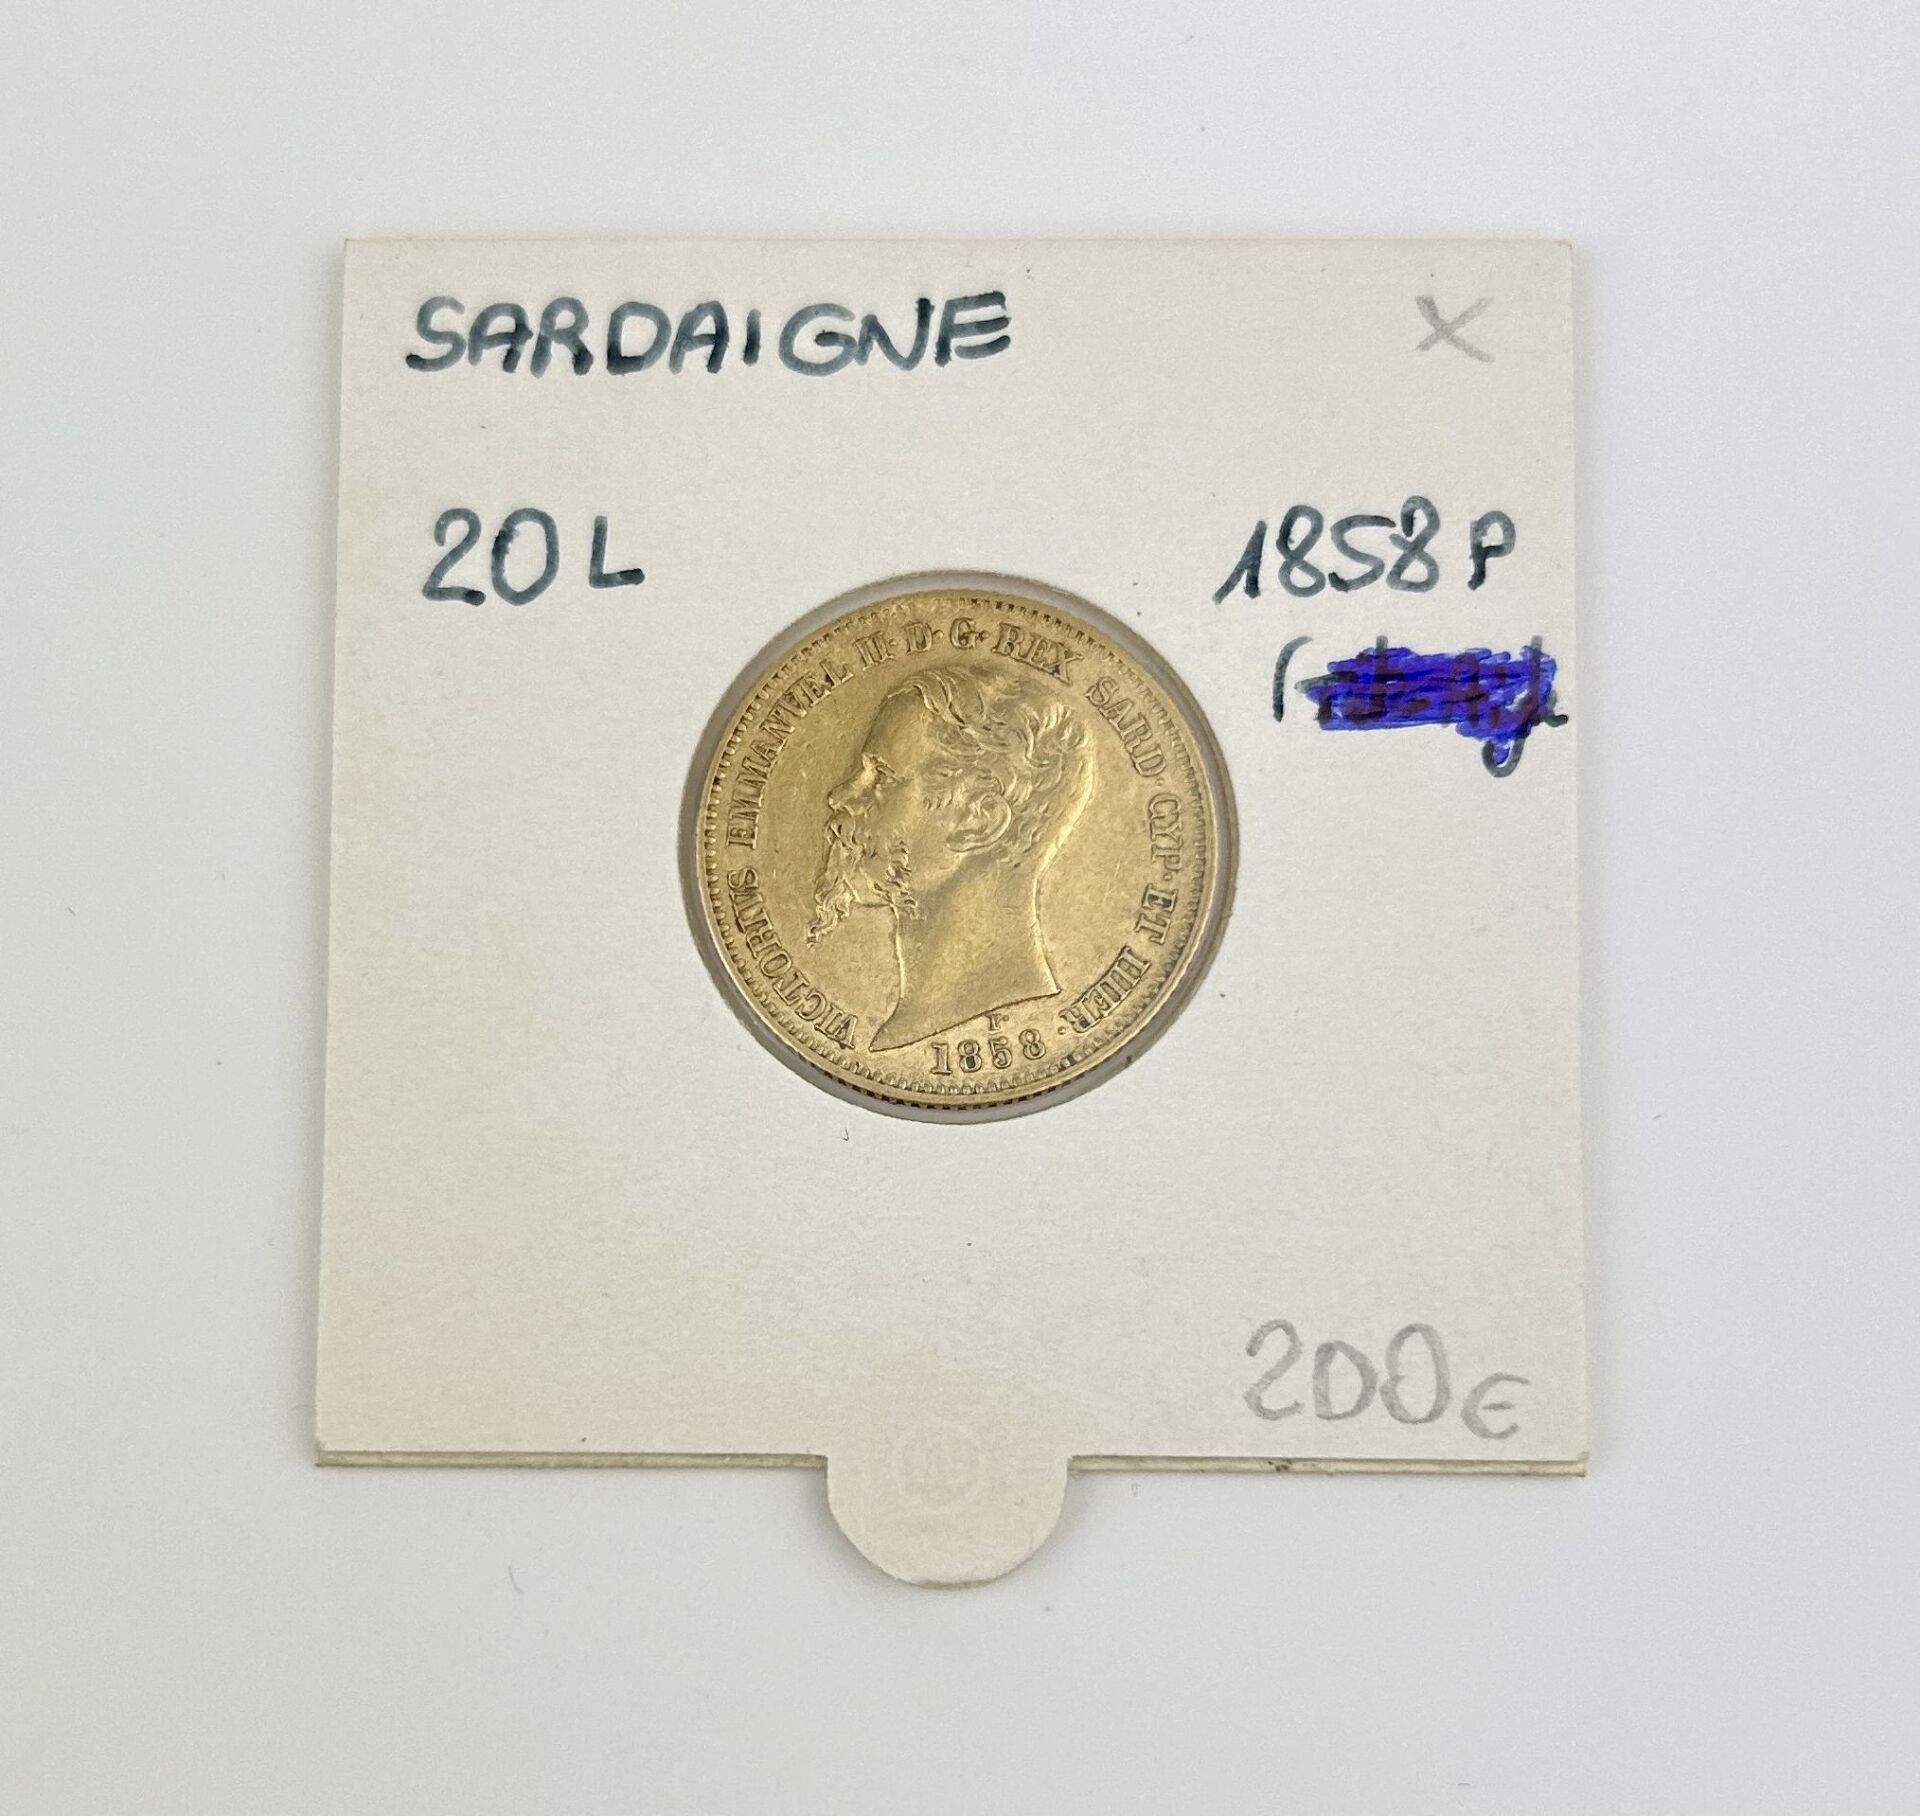 SARDAIGNE X
20 L 1858 P
VICTORIUS EMMANUEL II · D · G · REX SARD · CYP · ET HIER ·
F
1858
200€